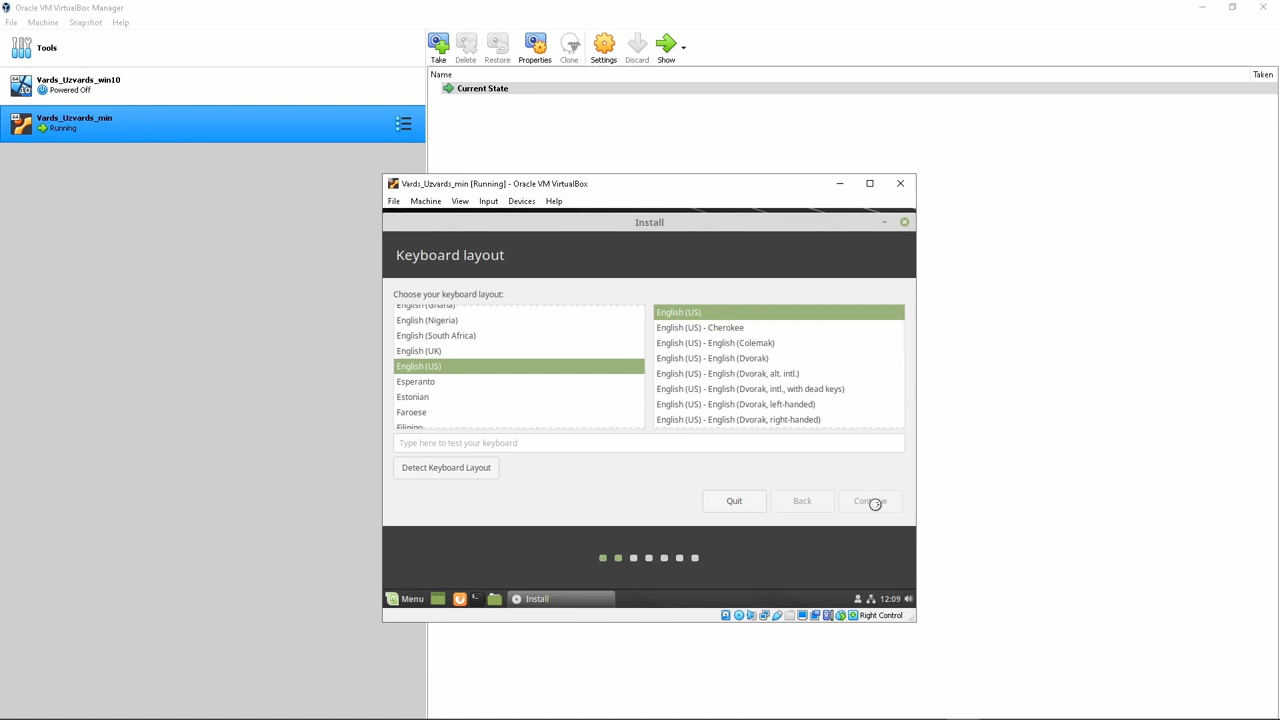 Oracle VM VirtualBox Manager
File Machine Snapshot Help
Tools
Take Delete Restore Properties Clone Settings Discard Show
Name Taken
Current State
Vards_Uzvards_win10
Powered Off
Vards_Uzvards_min
Running
Vards_Uzvards_min [Running] - Oracle VM VirtualBox
File Machine View Input Devices Help
Install
Keyboard layout
Choose your keyboard layout:
English (Ghana)
English (Nigeria)
English (South Africa)
English (UK)
English (US)
Esperanto
Estonian
Faroese
Filipino
English (US)
English (US) - Cherokee
English (US) - English (Colemak)
English (US) - English (Dvorak)
English (US) - English (Dvorak, alt. intl.)
English (US) - English (Dvorak, intl., with dead keys)
English (US) - English (Dvorak, left-handed)
English (US) - English (Dvorak, right-handed)
Type here to test your keyboard
Detect Keyboard Layout
Quit Back Continue
Menu Install 12:09
Right Control